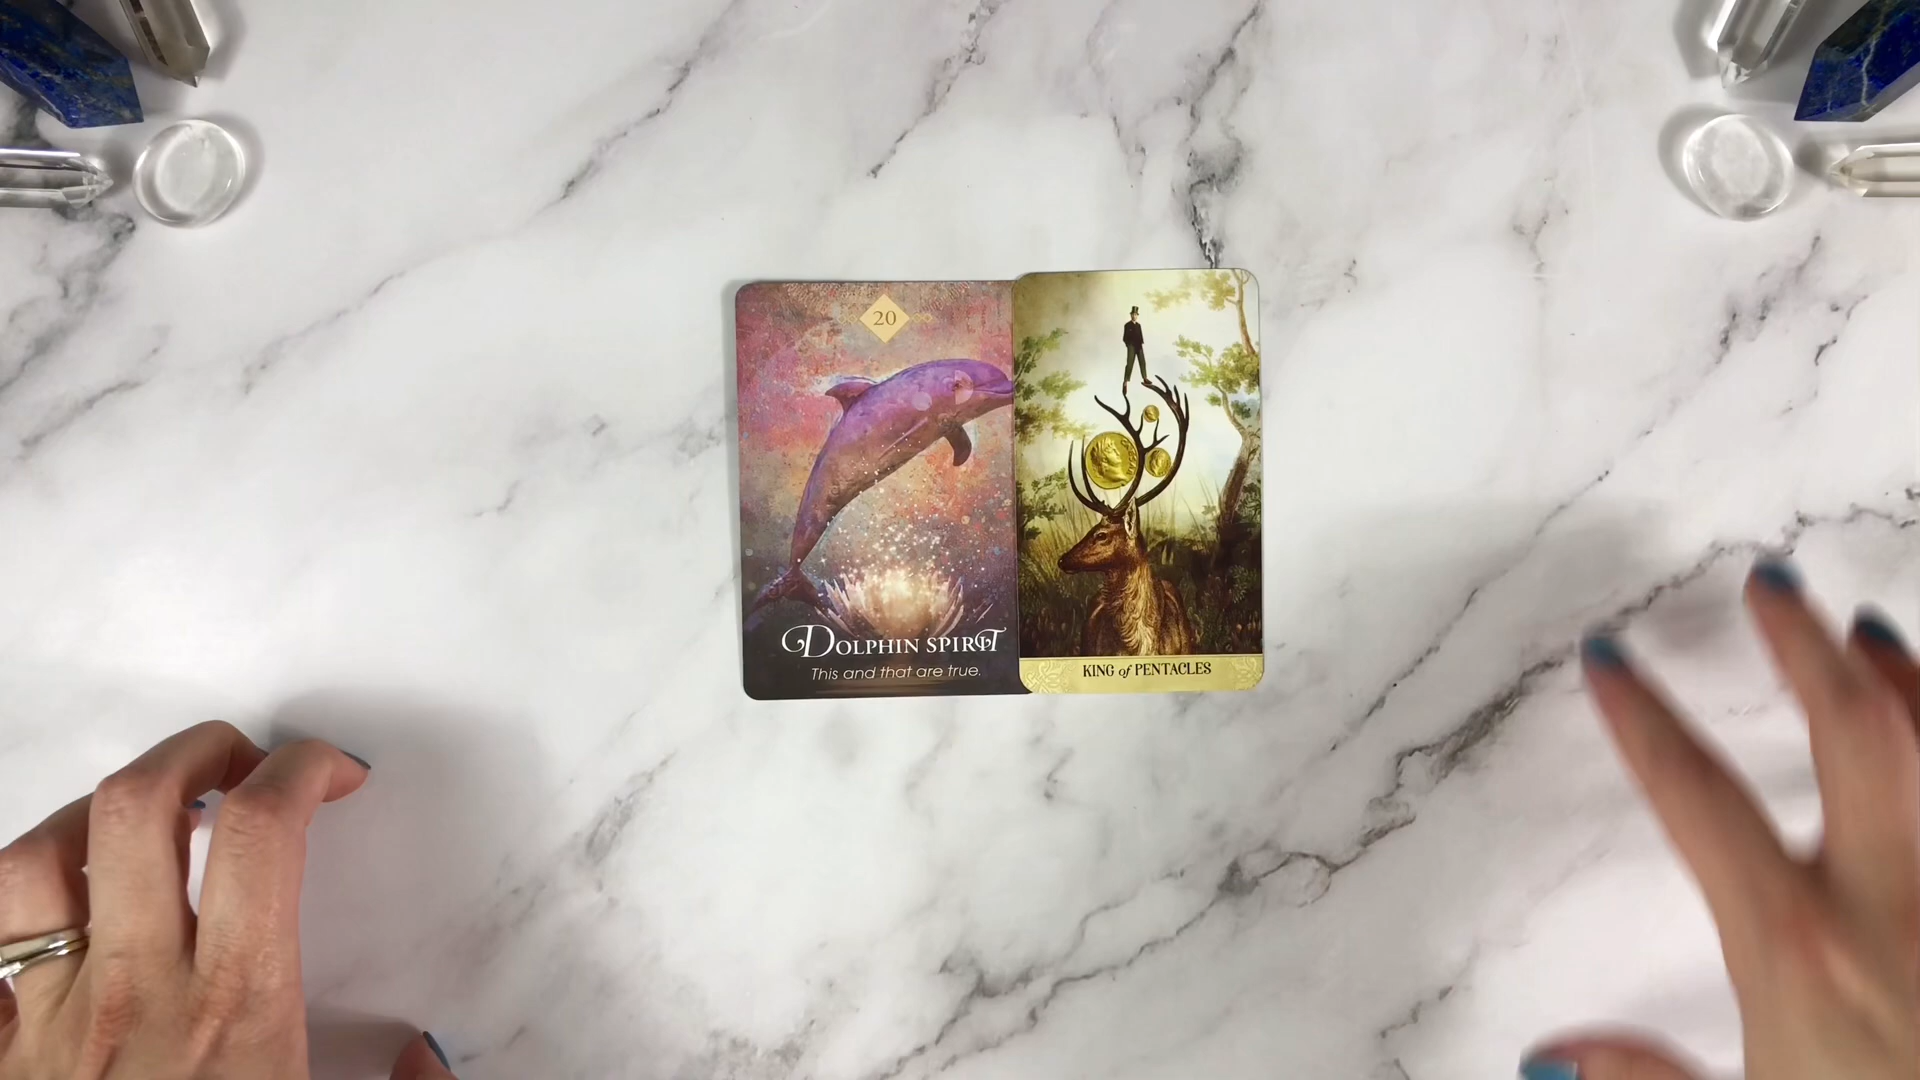 20
DOLPHIN SPIRIT
This and that are true.
KING of PENTACLES